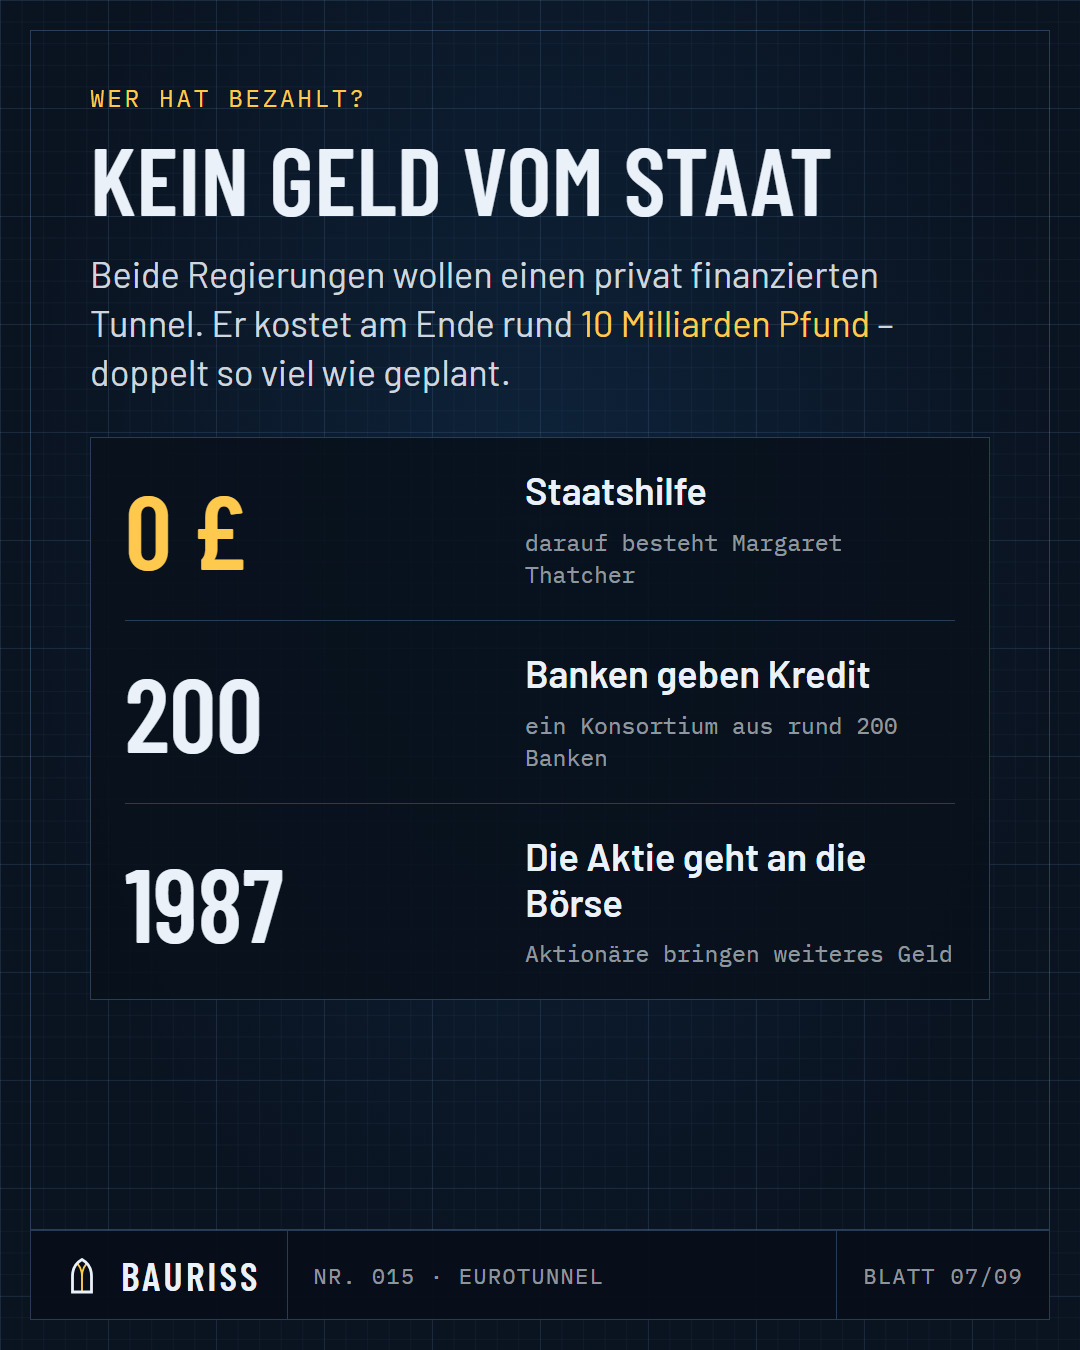 WER HAT BEZAHLT?
KEIN GELD VOM STAAT
Beide Regierungen wollen einen privat finanzierten
Tunnel. Er kostet am Ende rund 10 Milliarden Pfund –
doppelt so viel wie geplant.
0 £
Staatshilfe
darauf besteht Margaret
Thatcher
200
Banken geben Kredit
ein Konsortium aus rund 200
Banken
1987
Die Aktie geht an die
Börse
Aktionäre bringen weiteres Geld
BAURISS
NR. 015 · EUROTUNNEL
BLATT 07/09